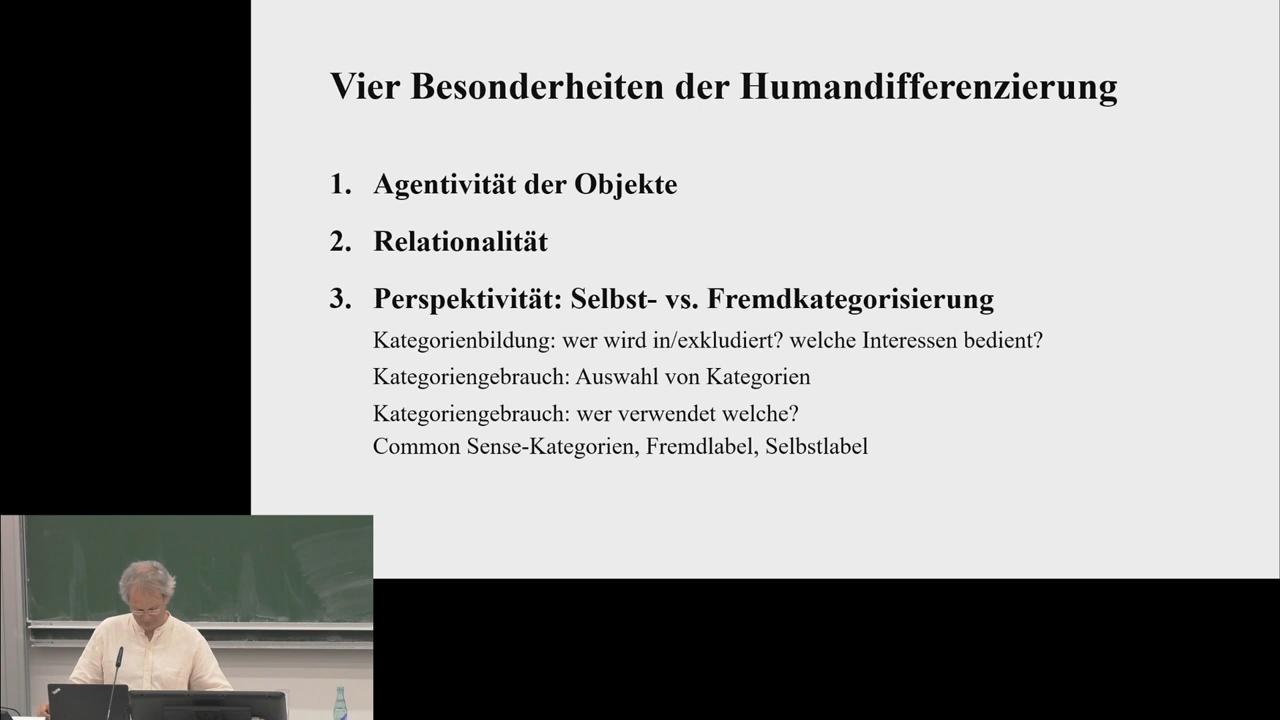 Vier Besonderheiten der Humandifferenzierung
1. Agentivität der Objekte
2. Relationalität
3. Perspektivität: Selbst- vs. Fremdkategorisierung
Kategorienbildung: wer wird in/exkludiert? welche Interessen bedient?
Kategoriengebrauch: Auswahl von Kategorien
Kategoriengebrauch: wer verwendet welche?
Common Sense-Kategorien, Fremdlabel, Selbstlabel